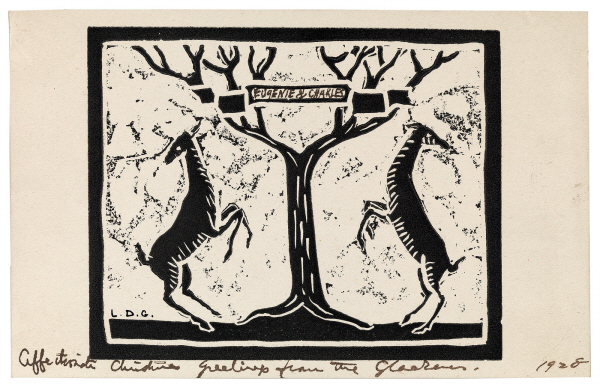 EUGENIE & CHARLES
L.D.G.
Affectionate Christmas Greetings from the Glackens. 1928